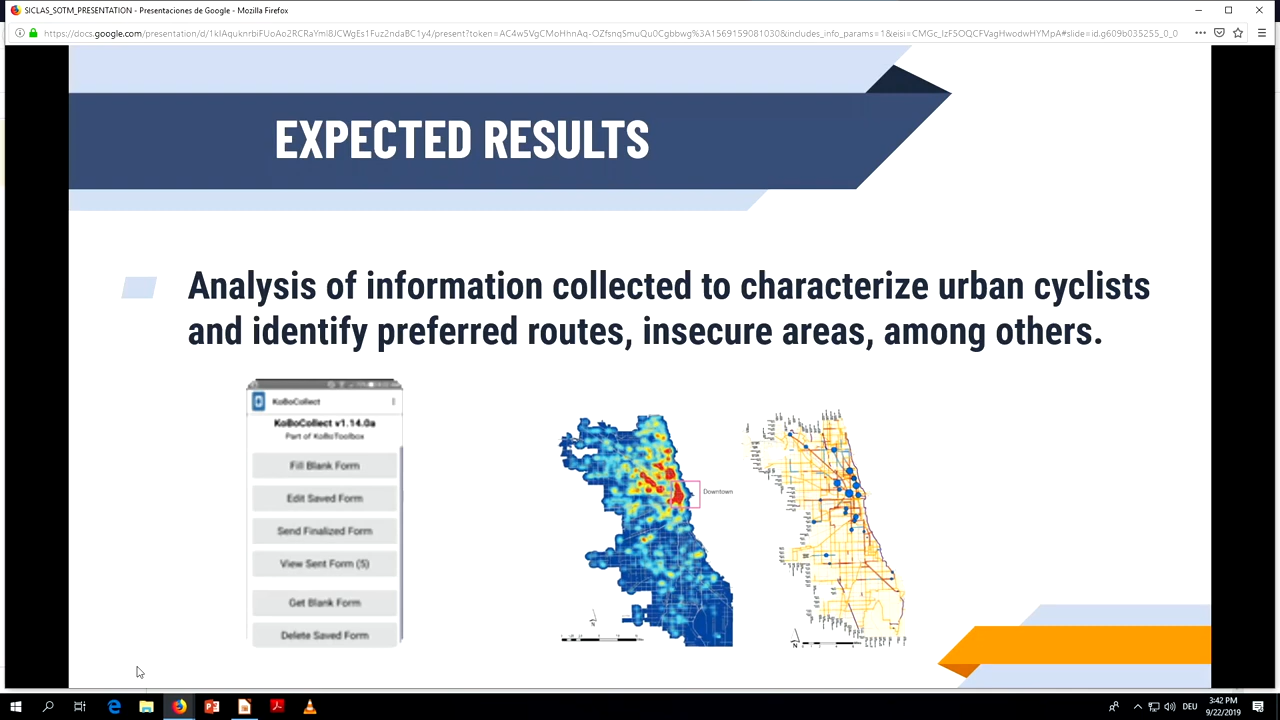 SICLAS_SOTM_PRESENTATION - Presentaciones de Google - Mozilla Firefox
EXPECTED RESULTS
Analysis of information collected to characterize urban cyclists
and identify preferred routes, insecure areas, among others.
KoBoCollect
KoBoCollect v1.14.0a
Part of KoBoToolbox
Fill Blank Form
Edit Saved Form
Send Finalized Form
View Sent Form (5)
Get Blank Form
Delete Saved Form
Downtown
N
DEU
3:42 PM
9/22/2019